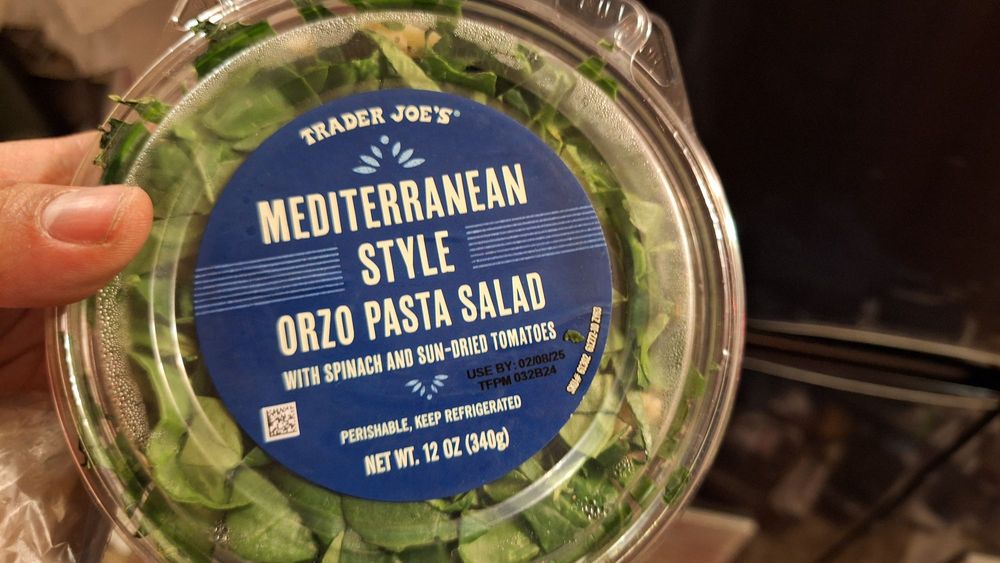 TRADER JOE'S
MEDITERRANEAN
STYLE
ORZO PASTA SALAD
WITH SPINACH AND SUN-DRIED TOMATOES
USE BY: 02/08/25
TFPM 032B24
PERISHABLE, KEEP REFRIGERATED
NET WT. 12 OZ (340g)